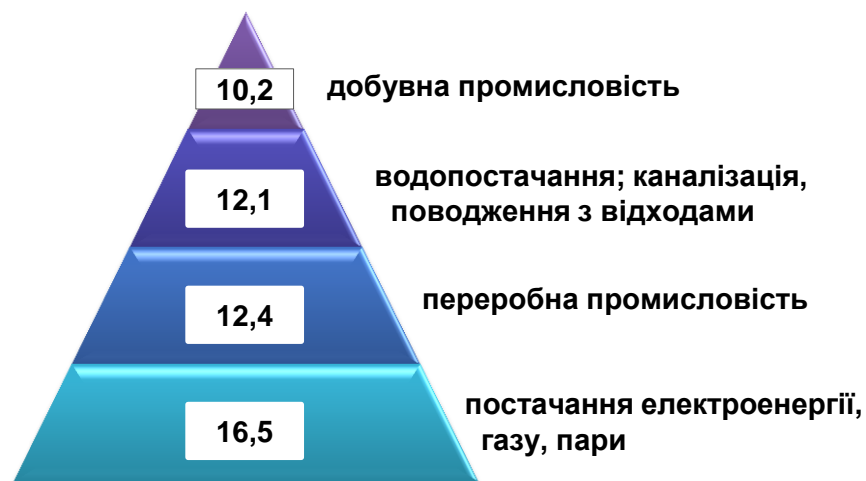 10,2
добувна промисловість
12,1
водопостачання; каналізація,
поводження з відходами
12,4
переробна промисловість
16,5
постачання електроенергії,
газу, пари